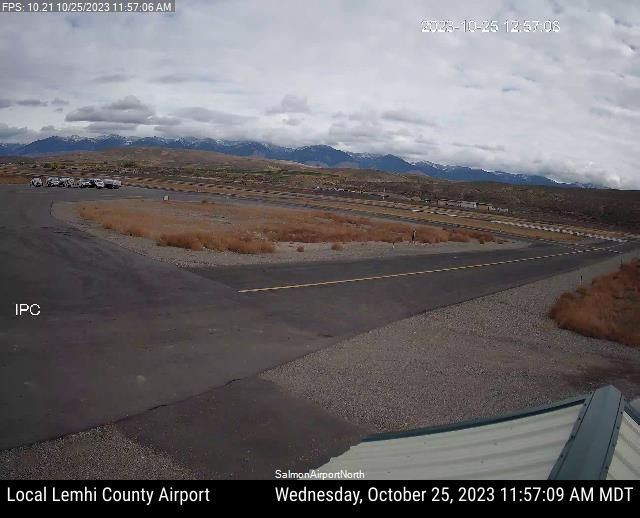 FPS: 10.21 10/25/2023 11:57:06 AM
2023-10-25 12:57:08
IPC
SalmonAirportNorth
Local Lemhi County Airport
Wednesday, October 25, 2023 11:57:09 AM MDT